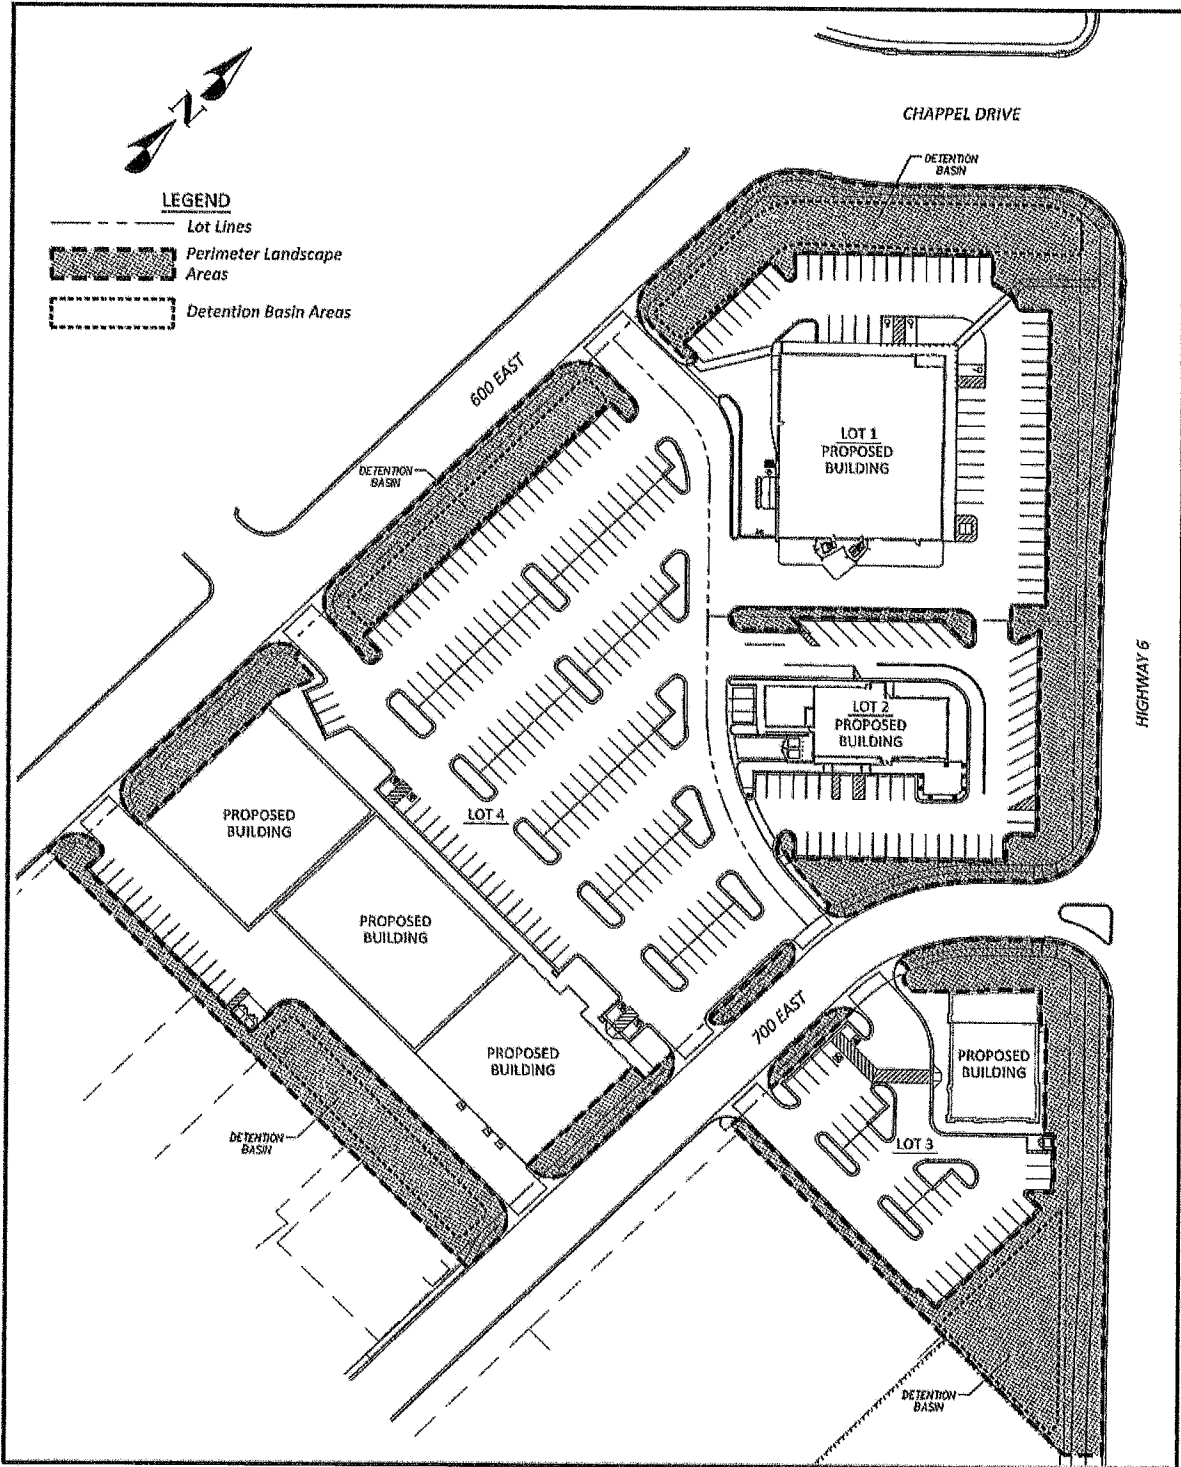 CHAPPEL DRIVE
DETENTION
BASIN
N
LEGEND
Lot Lines
Perimeter Landscape
Areas
Detention Basin Areas
600 EAST
LOT 1
PROPOSED
BUILDING
DETENTION
BASIN
HIGHWAY 6
LOT 2
PROPOSED
BUILDING
LOT 4
PROPOSED
BUILDING
PROPOSED
BUILDING
700 EAST
PROPOSED
BUILDING
PROPOSED
BUILDING
LOT 3
DETENTION
BASIN
DETENTION
BASIN